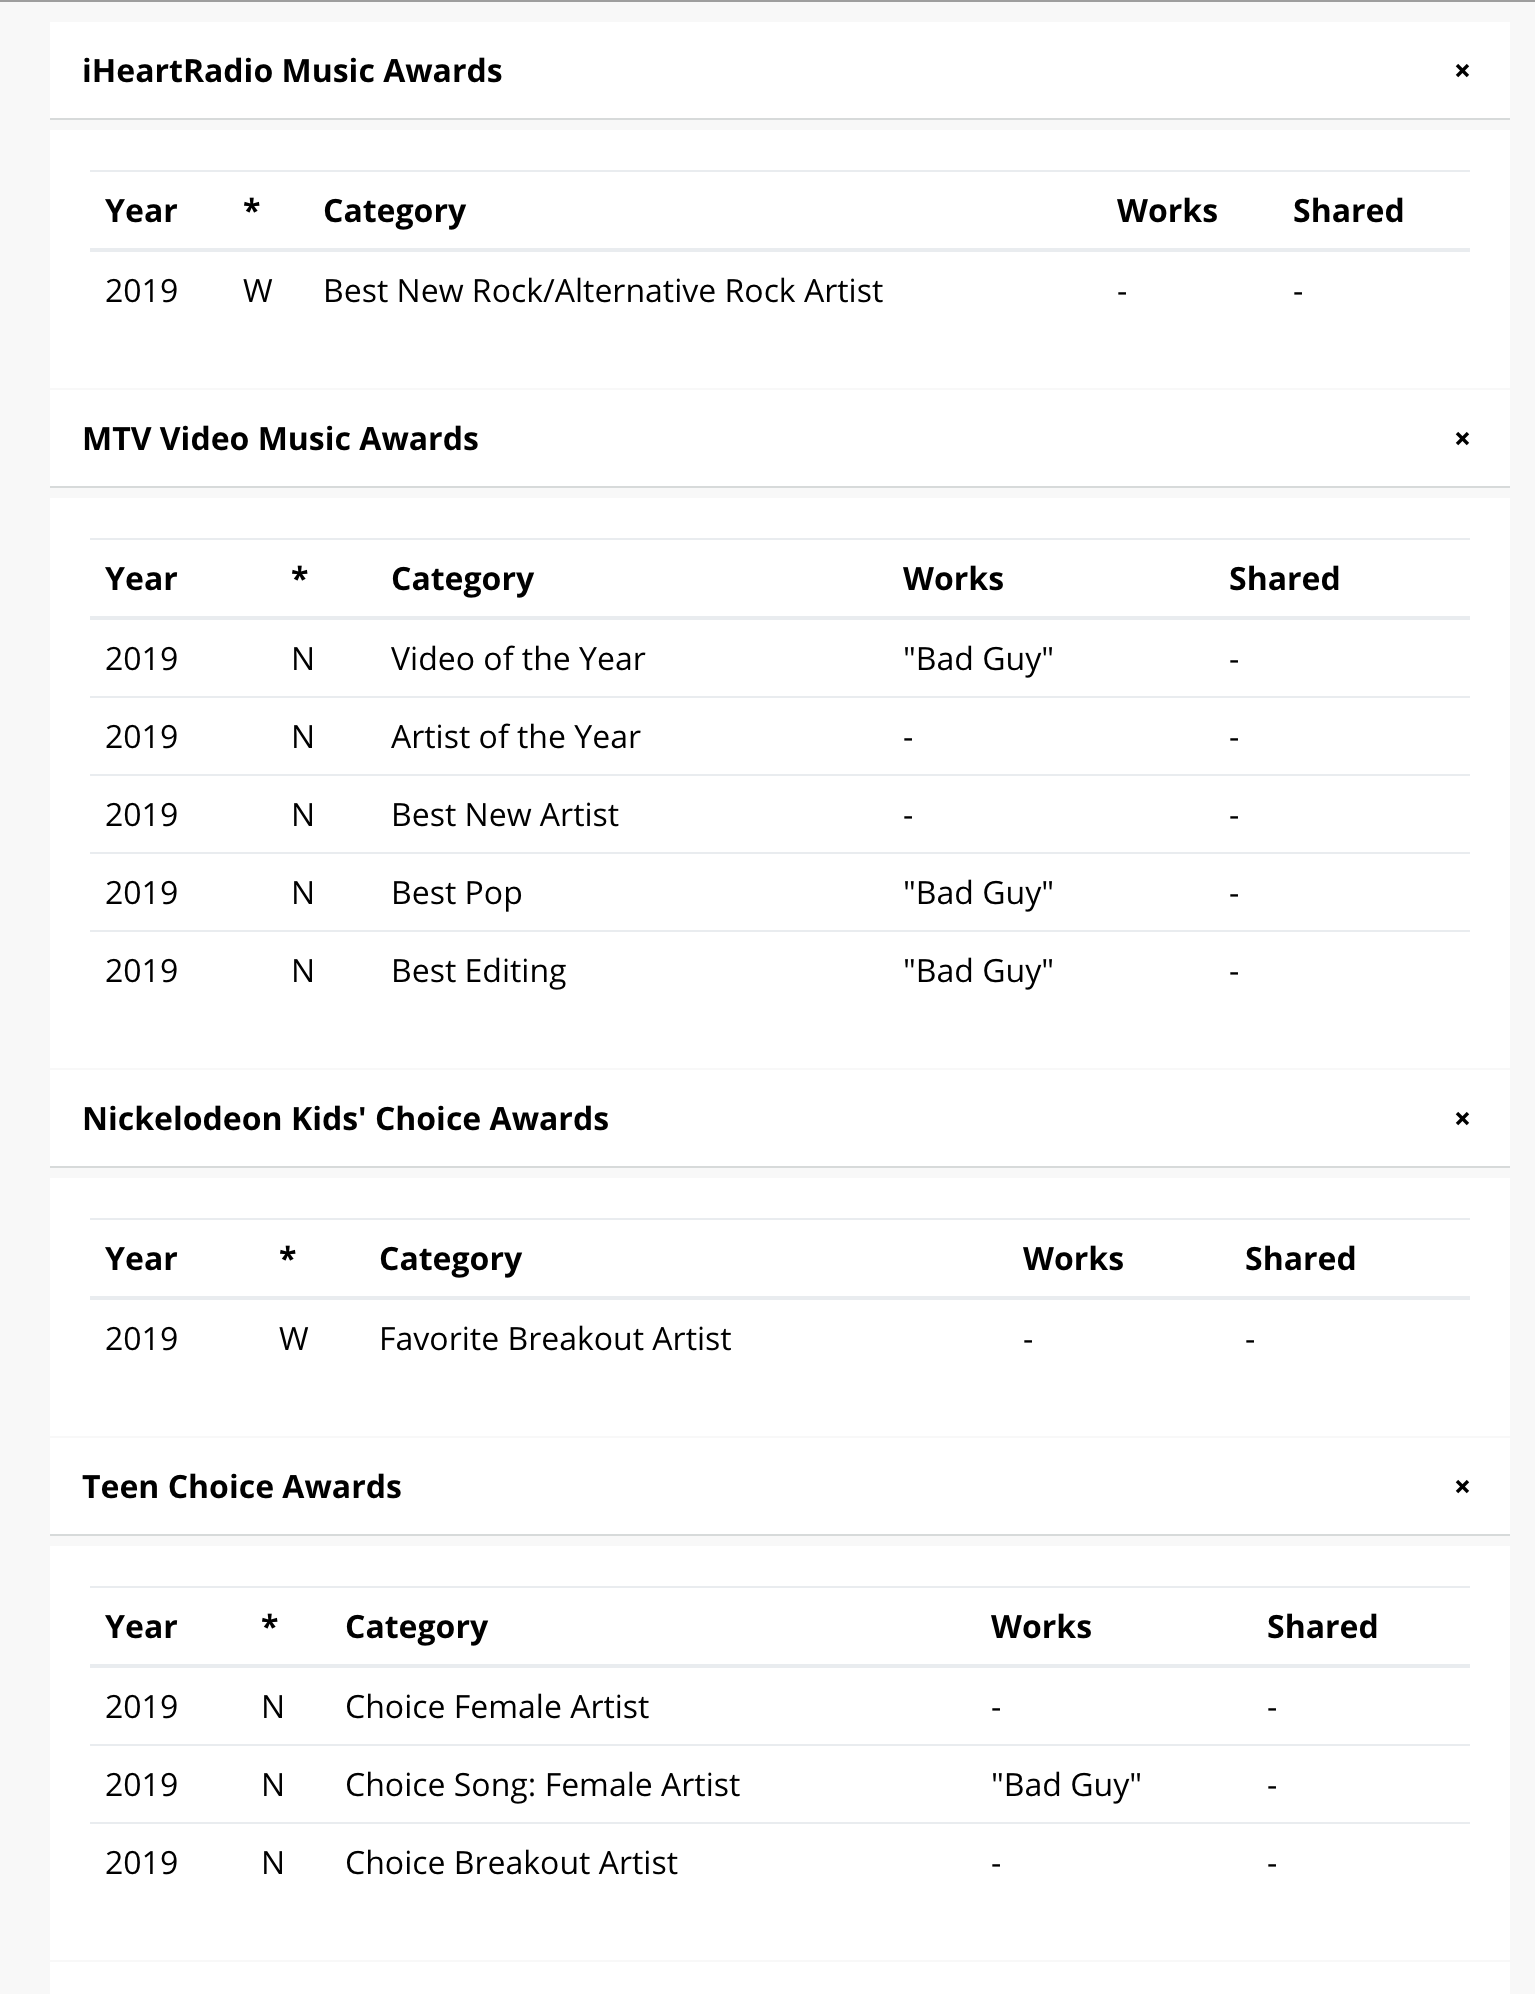 iHeartRadio Music Awards ×
Year * Category Works Shared
2019 W Best New Rock/Alternative Rock Artist - -
MTV Video Music Awards ×
Year * Category Works Shared
2019 N Video of the Year "Bad Guy" -
2019 N Artist of the Year - -
2019 N Best New Artist - -
2019 N Best Pop "Bad Guy" -
2019 N Best Editing "Bad Guy" -
Nickelodeon Kids' Choice Awards ×
Year * Category Works Shared
2019 W Favorite Breakout Artist - -
Teen Choice Awards ×
Year * Category Works Shared
2019 N Choice Female Artist - -
2019 N Choice Song: Female Artist "Bad Guy" -
2019 N Choice Breakout Artist - -